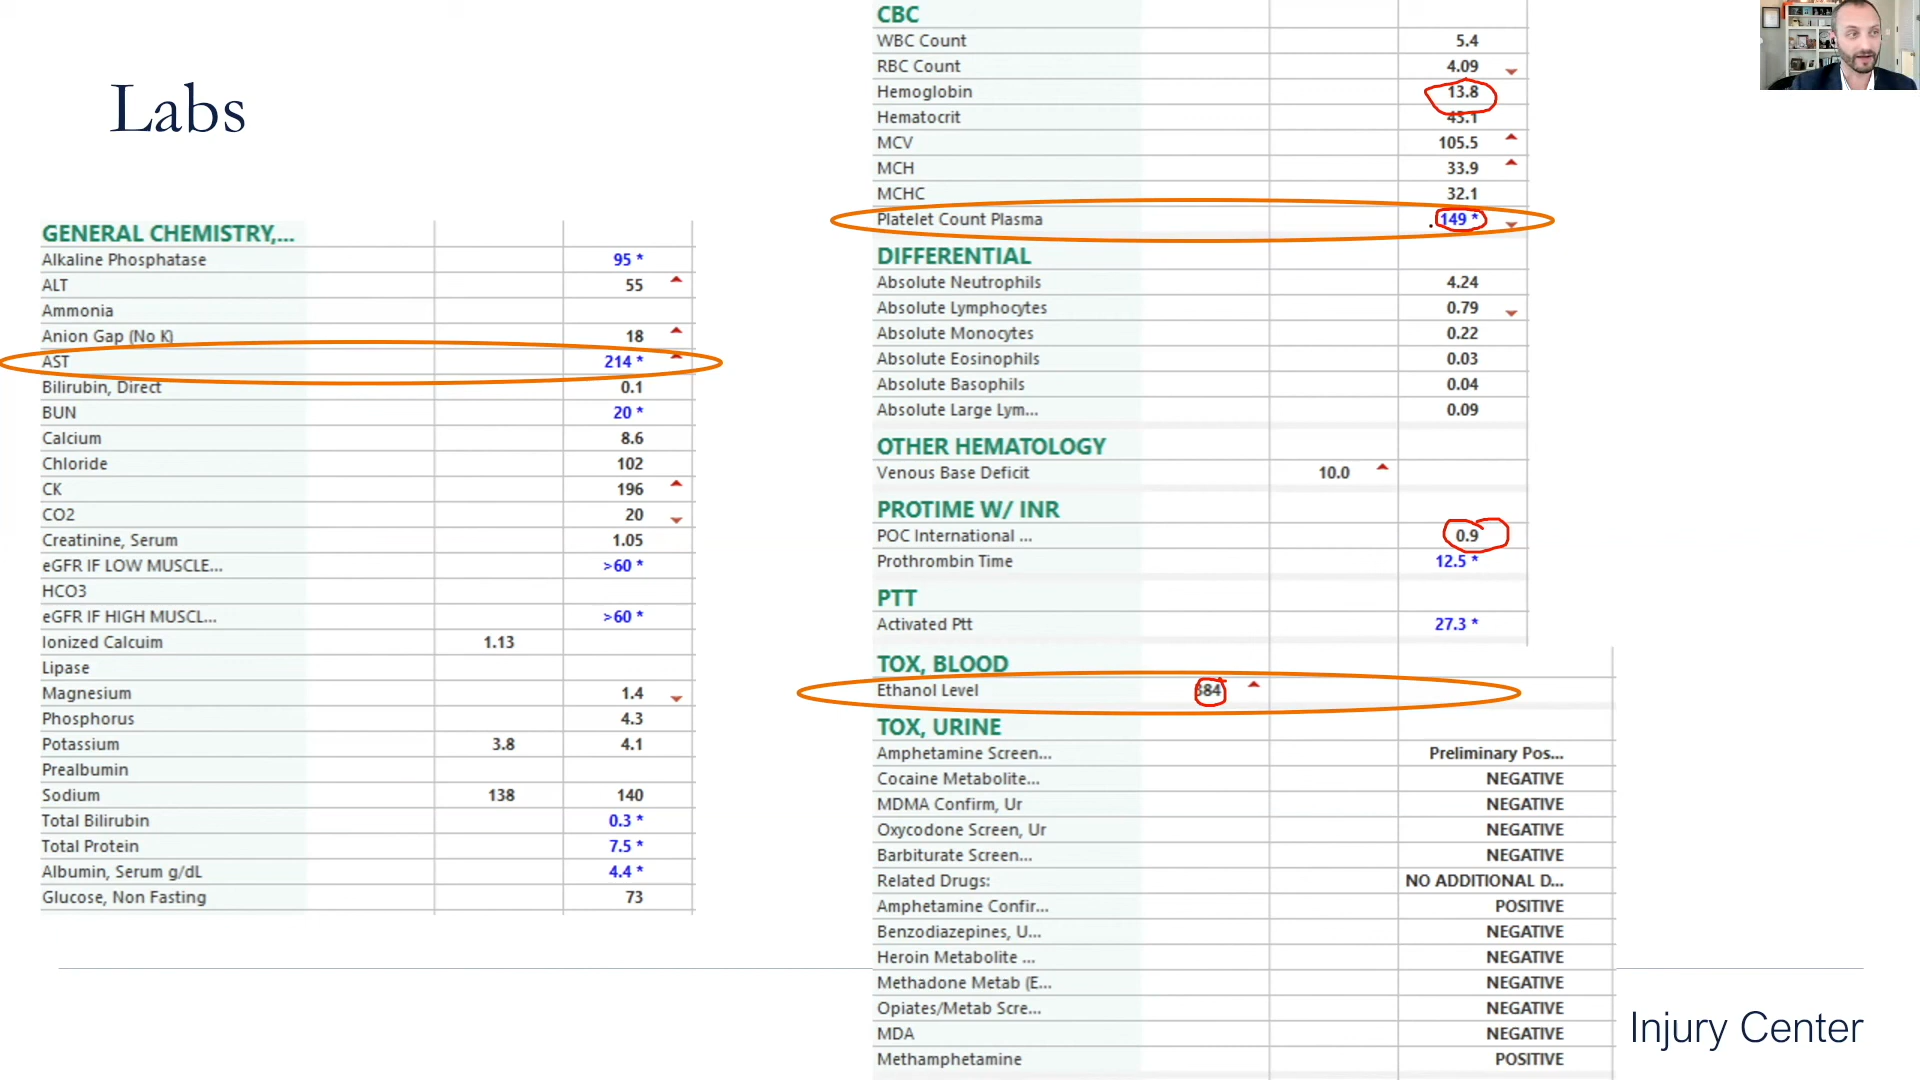 Labs
GENERAL CHEMISTRY,...
Alkaline Phosphatase 95 *
ALT 55
Ammonia
Anion Gap (No K) 18
AST 214 *
Bilirubin, Direct 0.1
BUN 20 *
Calcium 8.6
Chloride 102
CK 196
CO2 20
Creatinine, Serum 1.05
eGFR IF LOW MUSCLE... >60 *
HCO3
eGFR IF HIGH MUSCL... >60 *
Ionized Calcuim 1.13
Lipase
Magnesium 1.4
Phosphorus 4.3
Potassium 3.8 4.1
Prealbumin
Sodium 138 140
Total Bilirubin 0.3 *
Total Protein 7.5 *
Albumin, Serum g/dL 4.4 *
Glucose, Non Fasting 73
CBC
WBC Count 5.4
RBC Count 4.09
Hemoglobin 13.8
Hematocrit 43.1
MCV 105.5
MCH 33.9
MCHC 32.1
Platelet Count Plasma 149 *
DIFFERENTIAL
Absolute Neutrophils 4.24
Absolute Lymphocytes 0.79
Absolute Monocytes 0.22
Absolute Eosinophils 0.03
Absolute Basophils 0.04
Absolute Large Lym... 0.09
OTHER HEMATOLOGY
Venous Base Deficit 10.0
PROTIME W/ INR
POC International ... 0.9
Prothrombin Time 12.5 *
PTT
Activated Ptt 27.3 *
TOX, BLOOD
Ethanol Level
TOX, URINE
Amphetamine Screen... Preliminary Pos...
Cocaine Metabolite... NEGATIVE
MDMA Confirm, Ur NEGATIVE
Oxycodone Screen, Ur NEGATIVE
Barbiturate Screen... NEGATIVE
Related Drugs: NO ADDITIONAL D...
Amphetamine Confir... POSITIVE
Benzodiazepines, U... NEGATIVE
Heroin Metabolite ... NEGATIVE
Methadone Metab (E... NEGATIVE
Opiates/Metab Scre... NEGATIVE
MDA NEGATIVE
Methamphetamine POSITIVE
Injury Center